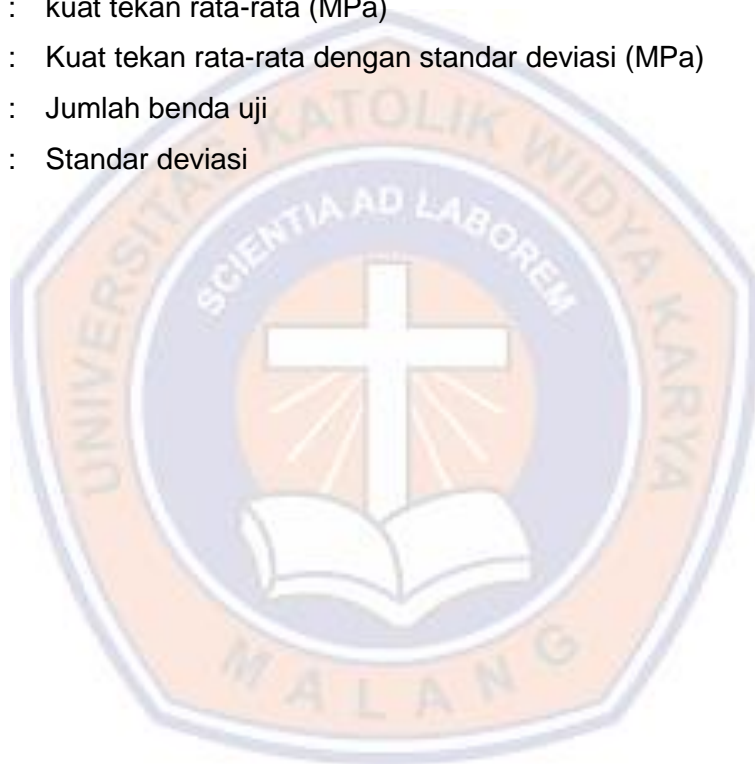 : kuat tekan rata-rata (MPa)
: Kuat tekan rata-rata dengan standar deviasi (MPa)
: Jumlah benda uji
: Standar deviasi
UNIVERSITAS KATOLIK WIDYA KARYA
SCIENTIA AD LABOREM
MALANG